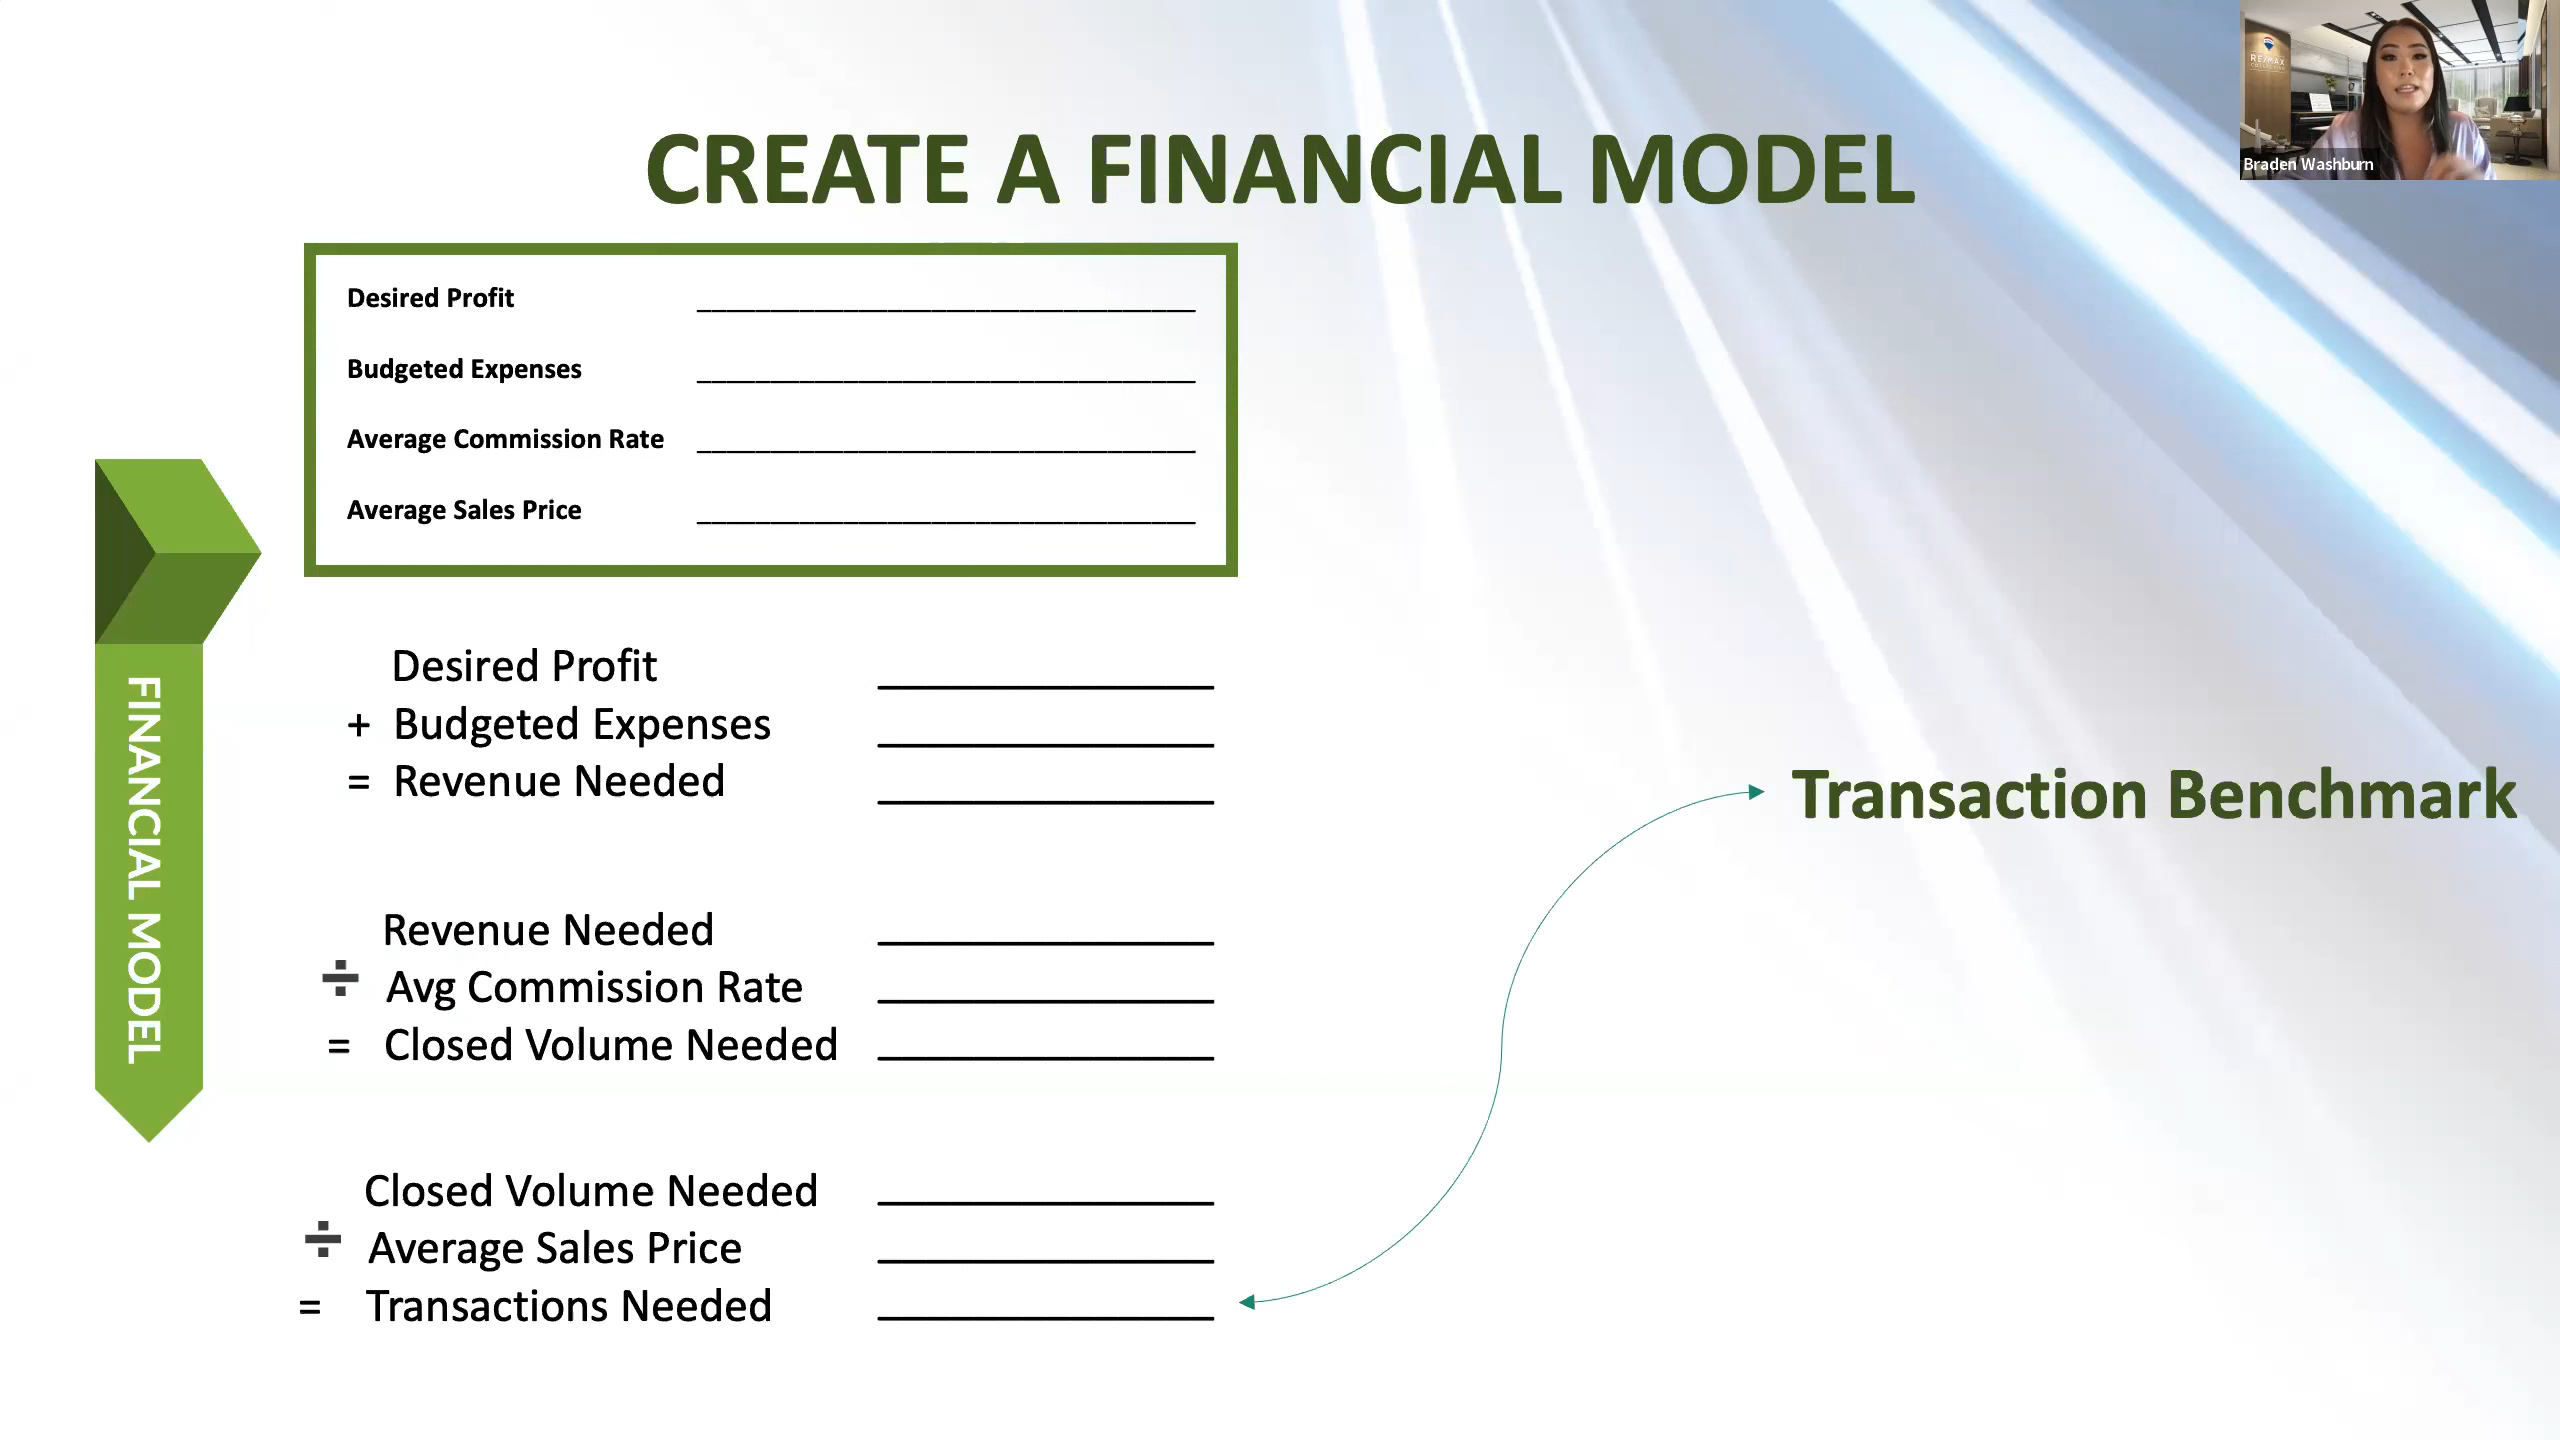 CREATE A FINANCIAL MODEL
RE/MAX
Braden Washburn
Desired Profit
Budgeted Expenses
Average Commission Rate
Average Sales Price
FINANCIAL MODEL
Desired Profit
+ Budgeted Expenses
= Revenue Needed
Transaction Benchmark
Revenue Needed
÷ Avg Commission Rate
= Closed Volume Needed
Closed Volume Needed
÷ Average Sales Price
= Transactions Needed